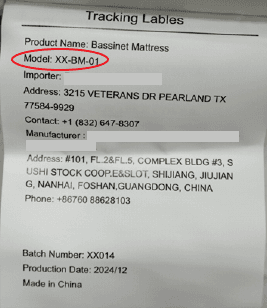 Tracking Lables
Product Name: Bassinet Mattress
Model: XX-BM-01
Importer:
Address: 3215 VETERANS DR PEARLAND TX
77584-9929
Contact: +1 (832) 647-8307
Manufacturer :
Address: #101, FL.2&FL.5, COMPLEX BLDG #3, S
USHI STOCK COOP.E&SLOT, SHIJIANG, JIUJIAN
G, NANHAI, FOSHAN,GUANGDONG, CHINA
Phone: +86760 88628103
Batch Number: XX014
Production Date: 2024/12
Made in China